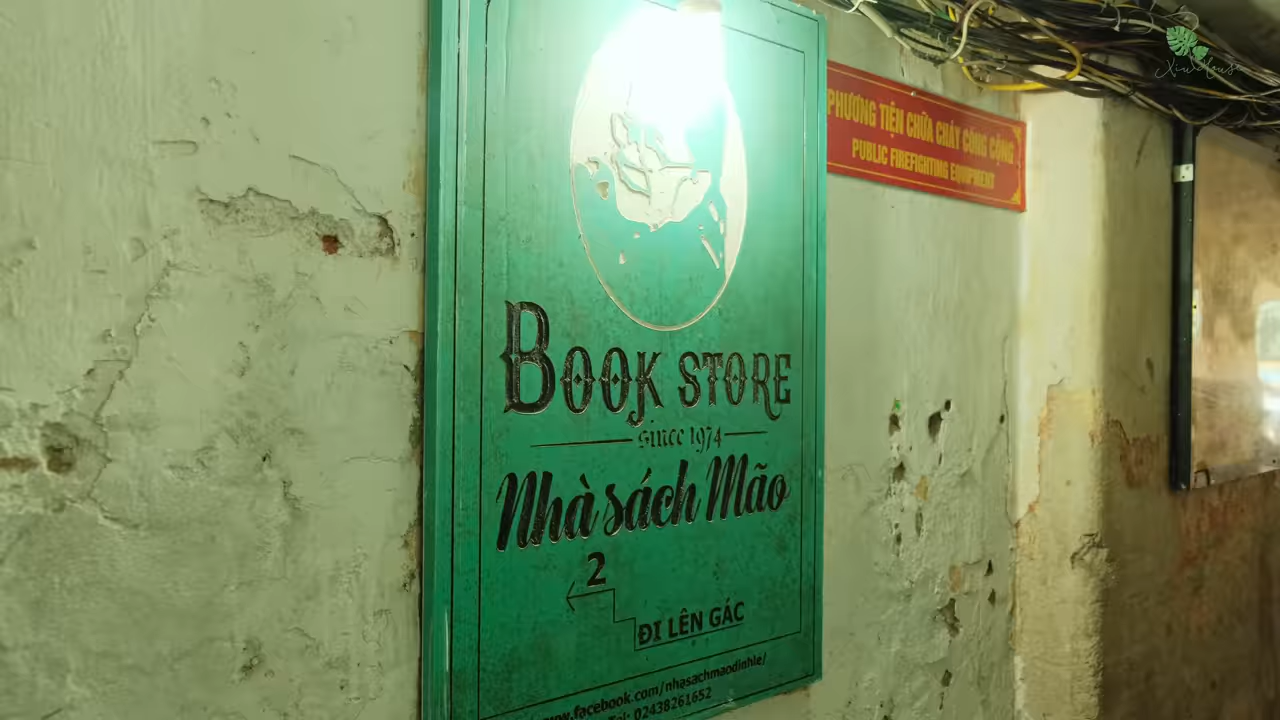 BOOK STORE
since 1974
Nhà sách Mão
2
ĐI LÊN GÁC
www.facebook.com/nhasachmaodinhle/
Tel: 02438261652
PHƯƠNG TIỆN CHỮA CHÁY CÔNG CỘNG
PUBLIC FIREFIGHTING EQUIPMENT
XiuHouse